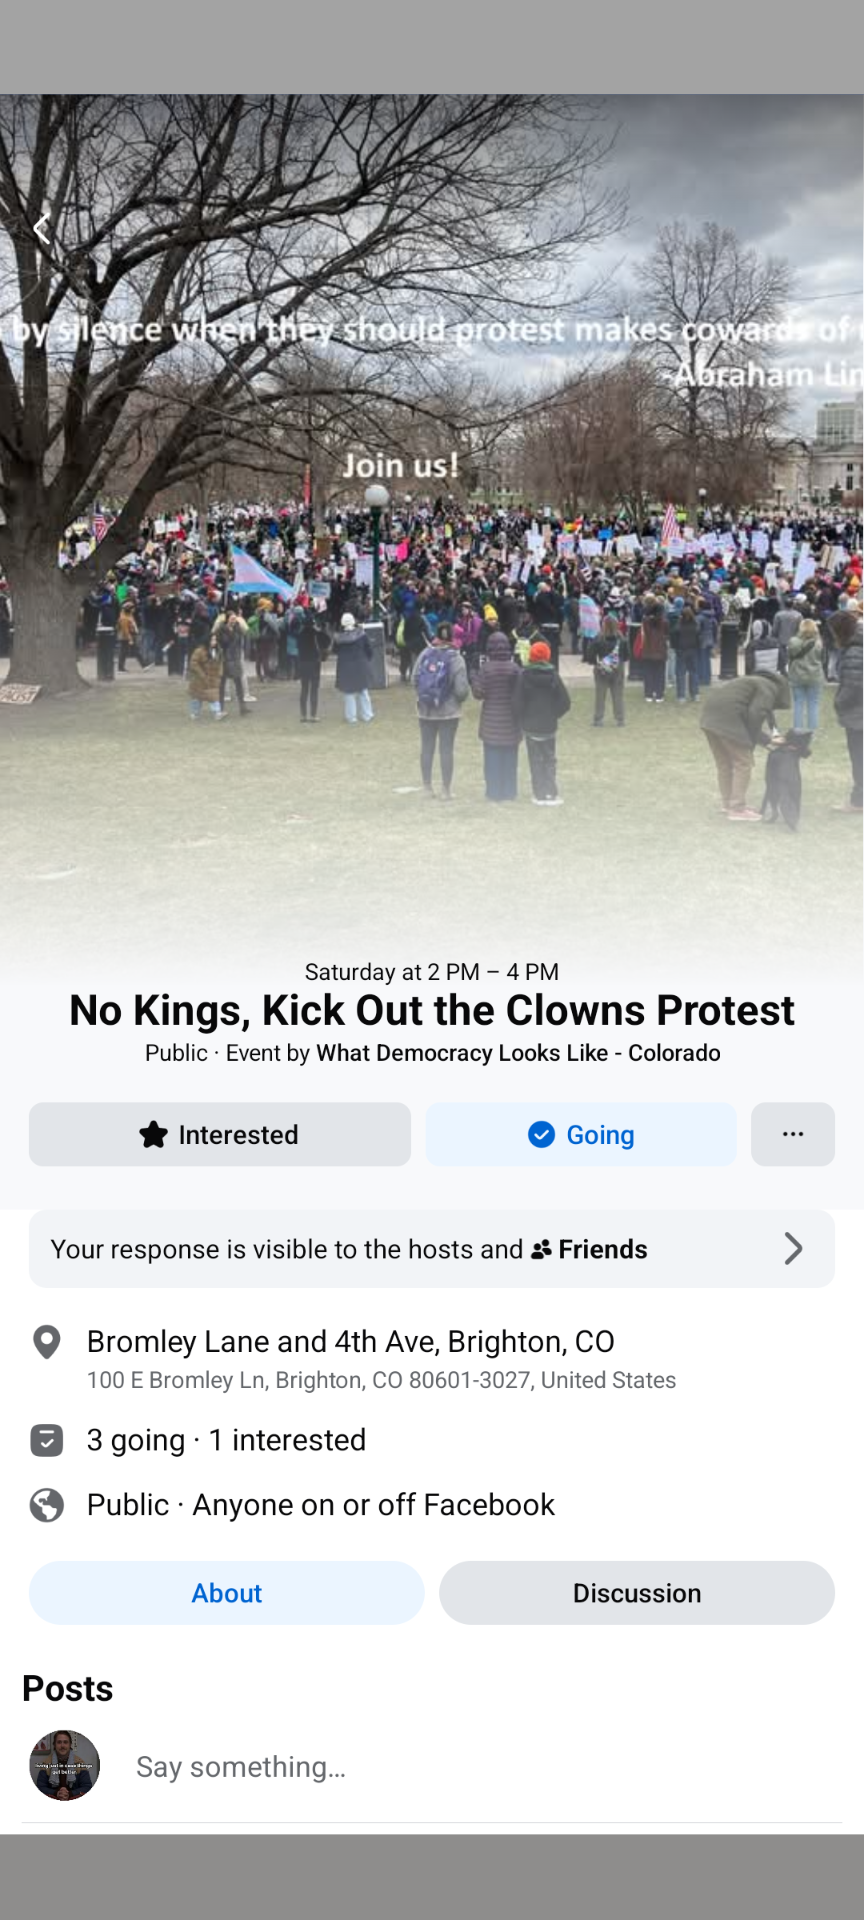 by silence when they should protest makes cowards of
-Abraham Lin
Join us!
Saturday at 2 PM – 4 PM
No Kings, Kick Out the Clowns Protest
Public · Event by What Democracy Looks Like - Colorado
Interested
Going
Your response is visible to the hosts and Friends
Bromley Lane and 4th Ave, Brighton, CO
100 E Bromley Ln, Brighton, CO 80601-3027, United States
3 going · 1 interested
Public · Anyone on or off Facebook
About
Discussion
Posts
Say something...